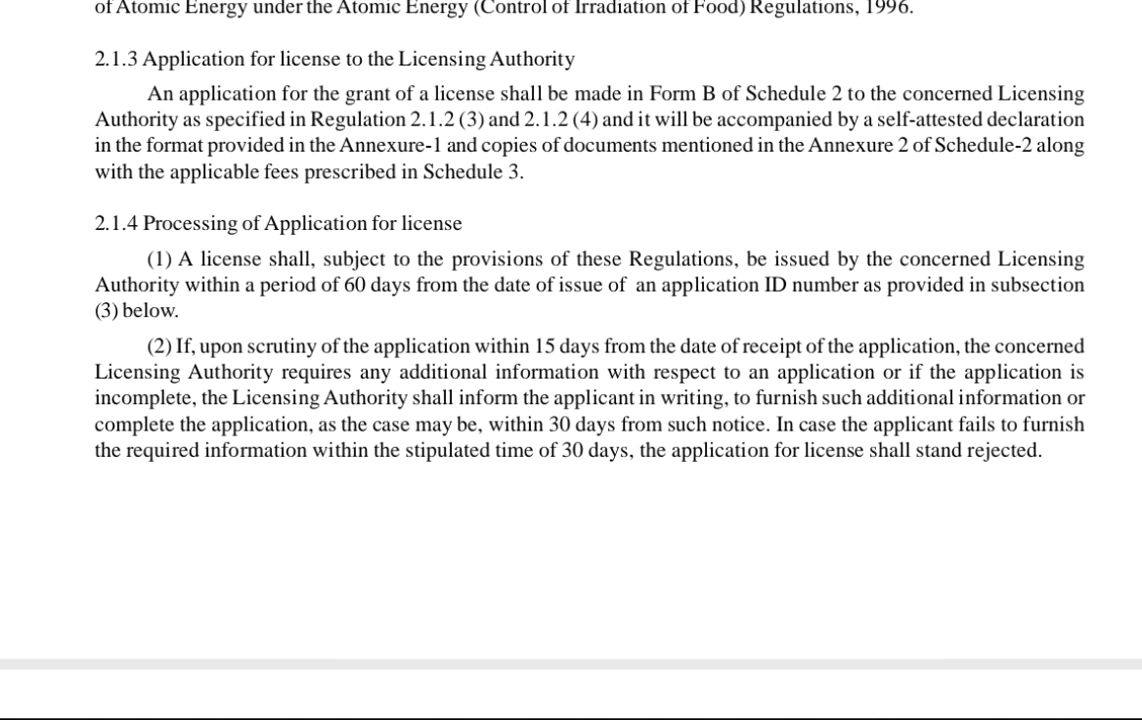 of Atomic Energy under the Atomic Energy (Control of Irradiation of Food) Regulations, 1996.
2.1.3 Application for license to the Licensing Authority
An application for the grant of a license shall be made in Form B of Schedule 2 to the concerned Licensing
Authority as specified in Regulation 2.1.2 (3) and 2.1.2 (4) and it will be accompanied by a self-attested declaration
in the format provided in the Annexure-1 and copies of documents mentioned in the Annexure 2 of Schedule-2 along
with the applicable fees prescribed in Schedule 3.
2.1.4 Processing of Application for license
(1) A license shall, subject to the provisions of these Regulations, be issued by the concerned Licensing
Authority within a period of 60 days from the date of issue of an application ID number as provided in subsection
(3) below.
(2) If, upon scrutiny of the application within 15 days from the date of receipt of the application, the concerned
Licensing Authority requires any additional information with respect to an application or if the application is
incomplete, the Licensing Authority shall inform the applicant in writing, to furnish such additional information or
complete the application, as the case may be, within 30 days from such notice. In case the applicant fails to furnish
the required information within the stipulated time of 30 days, the application for license shall stand rejected.